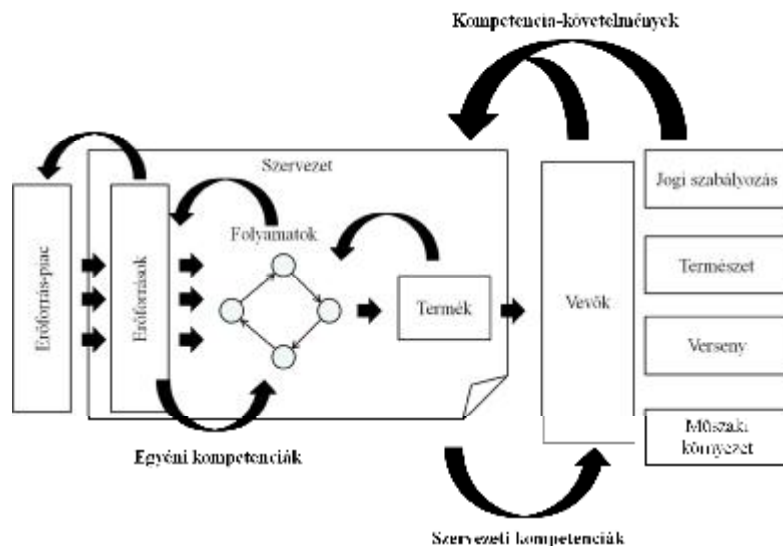 Kompetencia-követelmények
Szervezet
Erőforrás-piac
Erőforrások
Folyamatok
Termék
Vevők
Jogi szabályozás
Természet
Verseny
Műszaki
környezet
Egyéni kompetenciák
Szervezeti kompetenciák